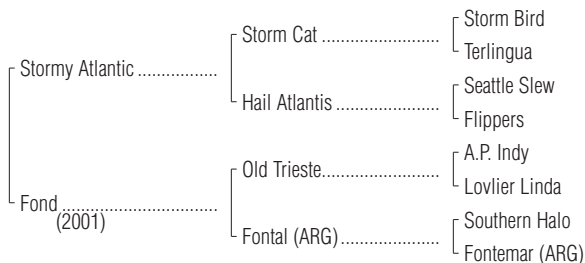 Storm Bird
Storm Cat ........................
Terlingua
Stormy Atlantic ................
Seattle Slew
Hail Atlantis .....................
Flippers
A.P. Indy
Old Trieste........................
Lovlier Linda
Fond ................................
(2001)
Southern Halo
Fontal (ARG)....................
Fontemar (ARG)